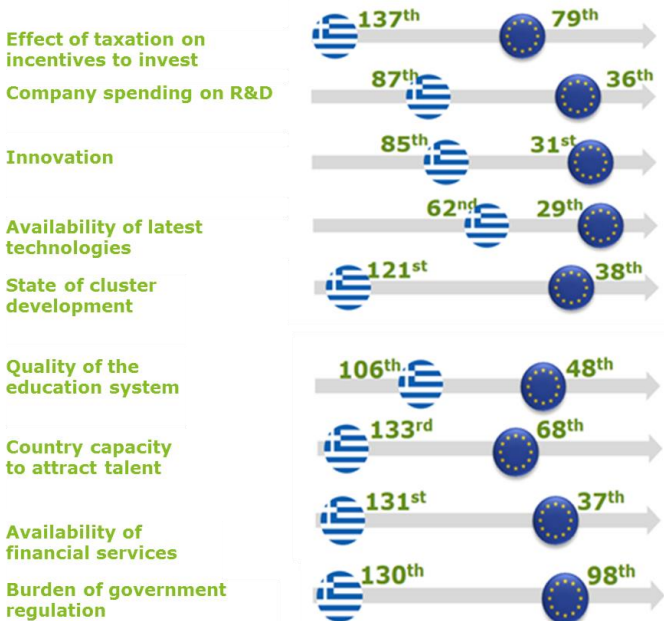 137th 79th
Effect of taxation on
incentives to invest
87th 36th
Company spending on R&D
85th 31st
Innovation
62nd 29th
Availability of latest
technologies
121st 38th
State of cluster
development
106th 48th
Quality of the
education system
133rd 68th
Country capacity
to attract talent
131st 37th
Availability of
financial services
130th 98th
Burden of government
regulation